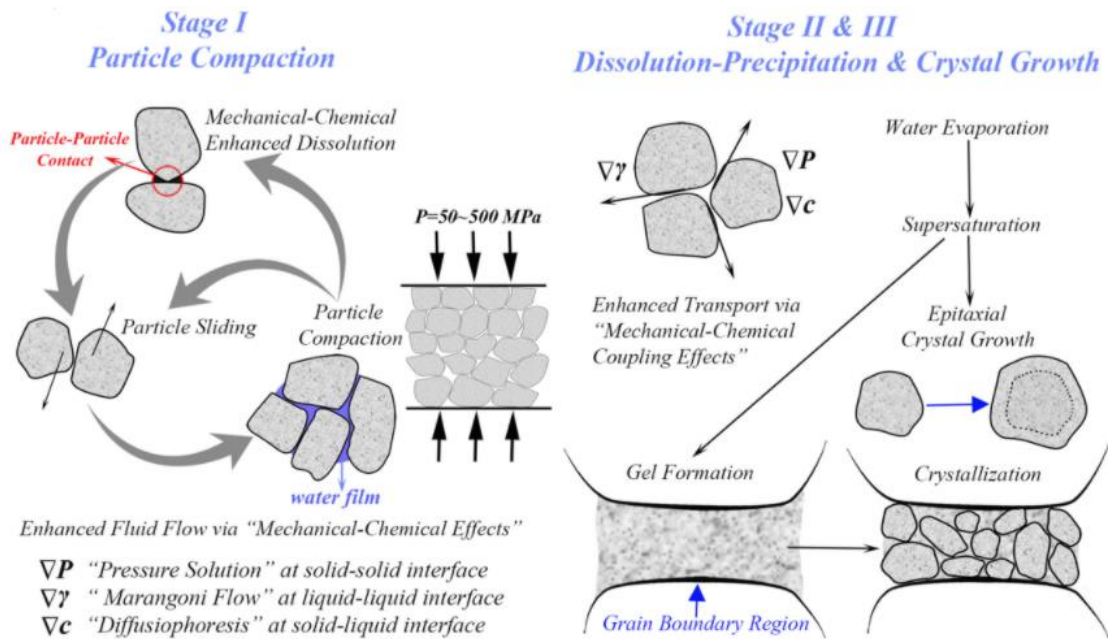 Stage I
Particle Compaction
Mechanical-Chemical
Enhanced Dissolution
Particle-Particle
Contact
P=50~500 MPa
Particle Sliding
Particle
Compaction
water film
Enhanced Fluid Flow via “Mechanical-Chemical Effects”
∇P “Pressure Solution” at solid-solid interface
∇γ “ Marangoni Flow” at liquid-liquid interface
∇c “Diffusiophoresis” at solid-liquid interface
Stage II & III
Dissolution-Precipitation & Crystal Growth
∇γ
∇P
∇c
Enhanced Transport via
“Mechanical-Chemical
Coupling Effects”
Water Evaporation
Supersaturation
Epitaxial
Crystal Growth
Gel Formation
Crystallization
Grain Boundary Region